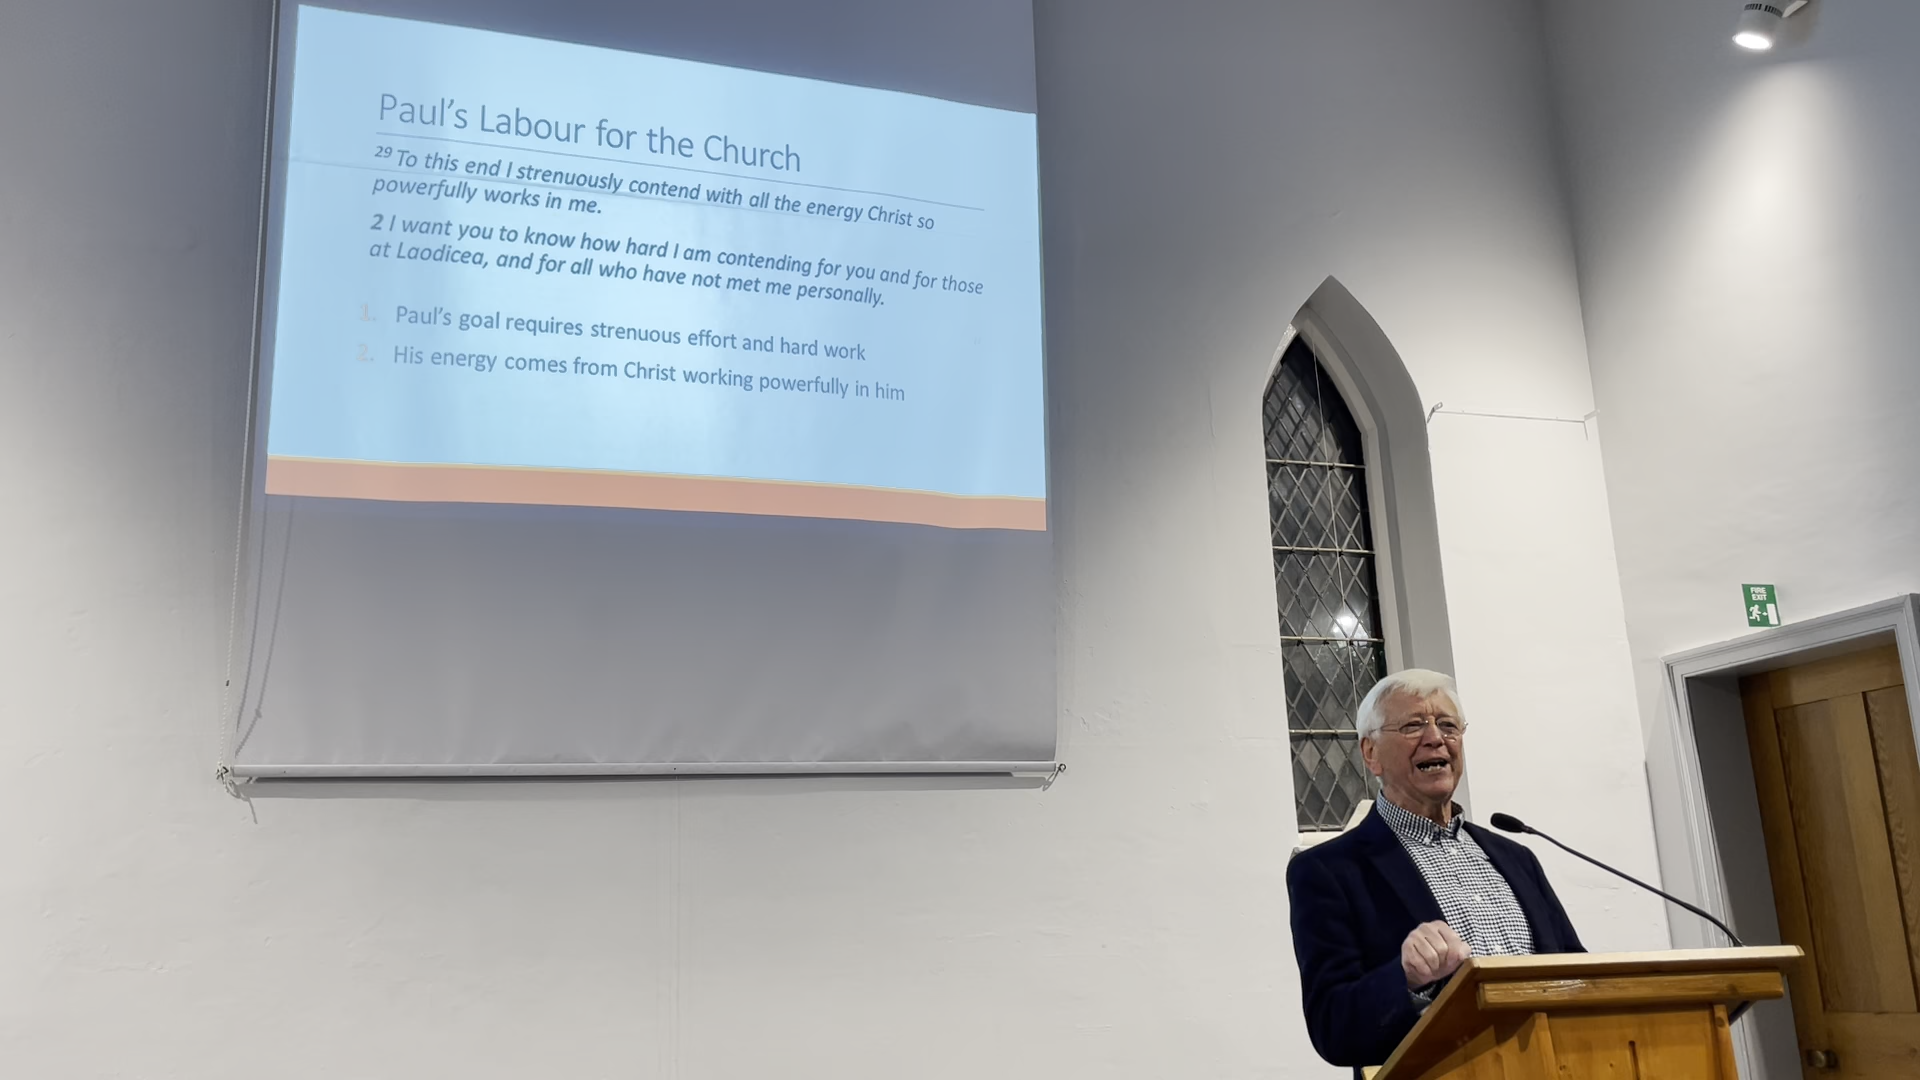 Paul's Labour for the Church
29 To this end I strenuously contend with all the energy Christ so
powerfully works in me.
2 I want you to know how hard I am contending for you and for those
at Laodicea, and for all who have not met me personally.
1. Paul's goal requires strenuous effort and hard work
2. His energy comes from Christ working powerfully in him
FIRE
EXIT